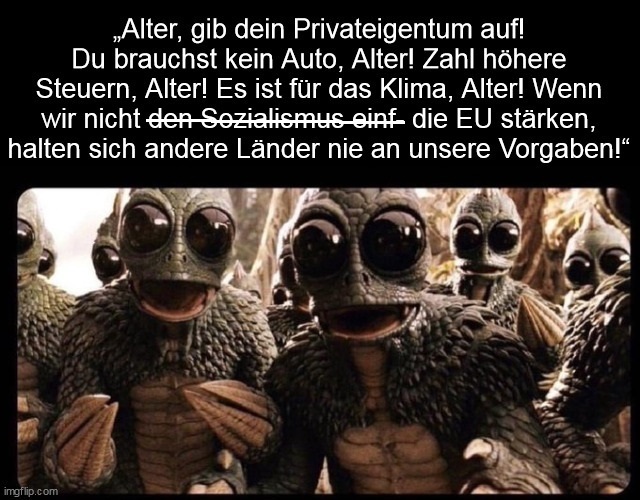 „Alter, gib dein Privateigentum auf!
Du brauchst kein Auto, Alter! Zahl höhere
Steuern, Alter! Es ist für das Klima, Alter! Wenn
wir nicht den Sozialismus einf- die EU stärken,
halten sich andere Länder nie an unsere Vorgaben!“
imgflip.com